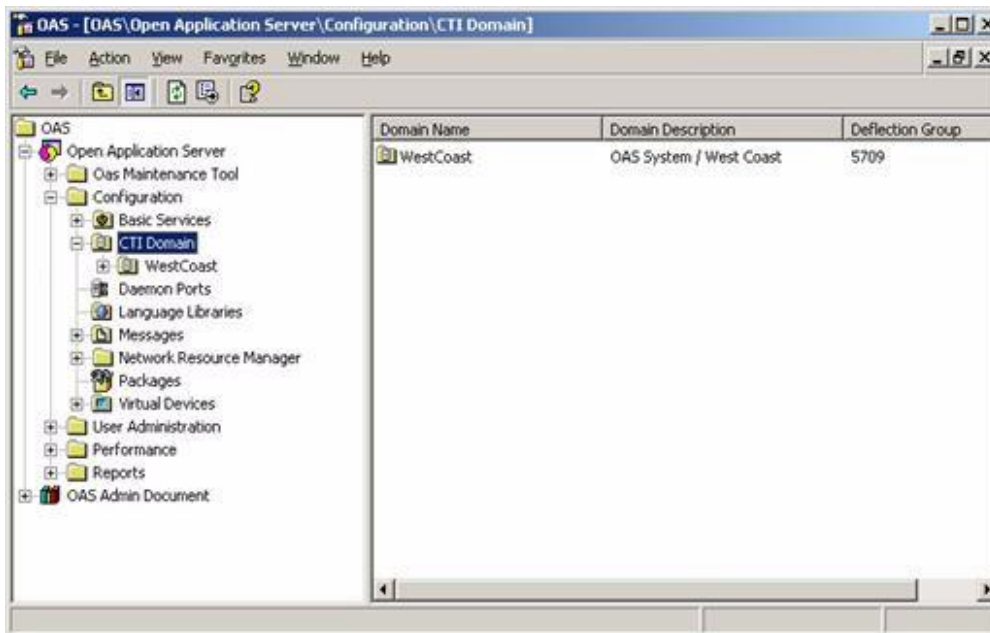 OAS - [OAS\Open Application Server\Configuration\CTI Domain]
File Action View Favorites Window Help
OAS
Open Application Server
Oas Maintenance Tool
Configuration
Basic Services
CTI Domain
WestCoast
Daemon Ports
Language Libraries
Messages
Network Resource Manager
Packages
Virtual Devices
User Administration
Performance
Reports
OAS Admin Document
Domain Name Domain Description Deflection Group
WestCoast OAS System / West Coast 5709